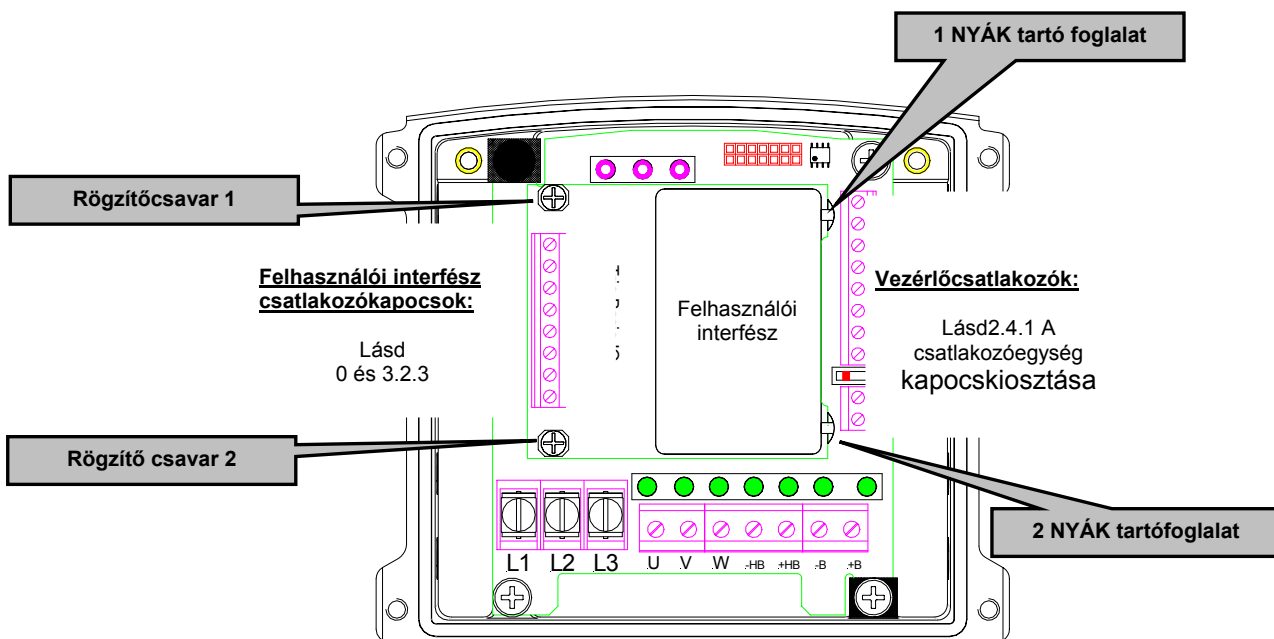 1 NYÁK tartó foglalat
Rögzítőcsavar 1
Felhasználói interfész
csatlakozókapocsok:
Lásd
0 és 3.2.3
Felhasználói
interfész
Vezérlőcsatlakozók:
Lásd2.4.1 A
csatlakozóegység
kapocskiosztása
Rögzítő csavar 2
2 NYÁK tartófoglalat
L1 L2 L3 U V W -HB +HB -B +B